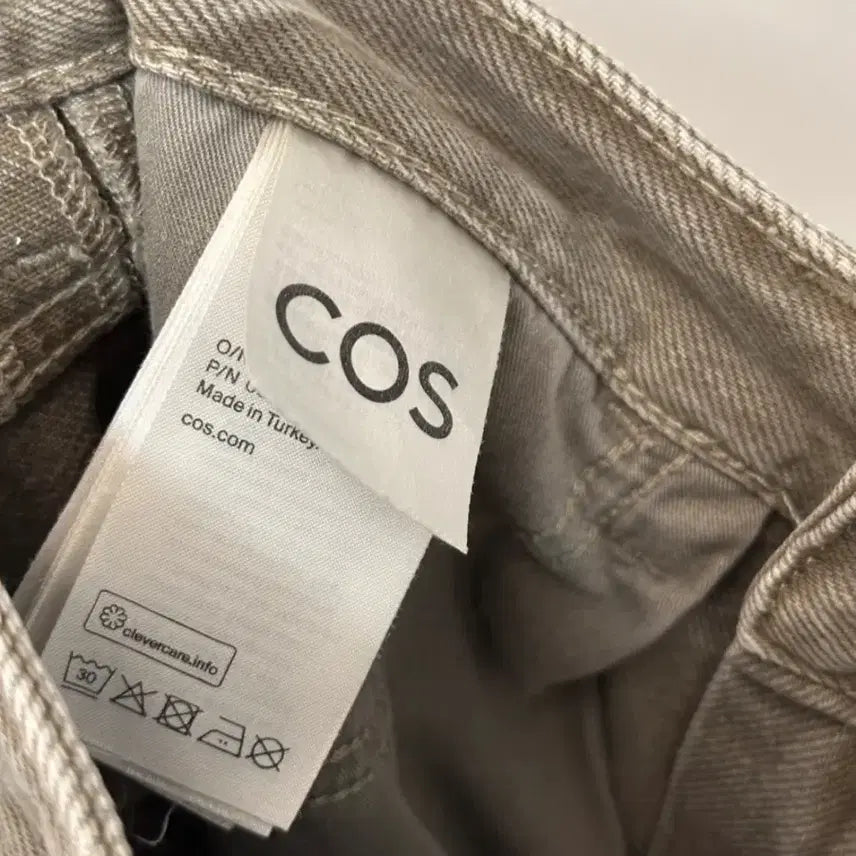 COS
O/
P/N
Made in Turkey.
cos.com
clevercare.info
30